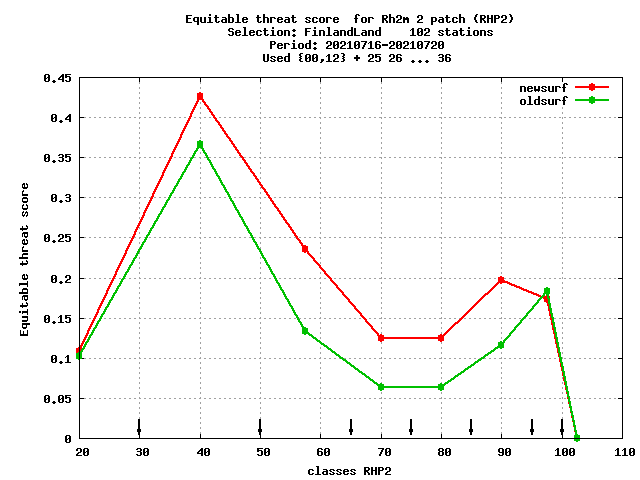 Equitable threat score  for Rh2m 2 patch (RHP2)
Selection: FinlandLand    102 stations
Period: 20210716-20210720
Used {00,12} + 25 26 ... 36
newsurf
oldsurf
0.45
0.4
0.35
0.3
0.25
0.2
0.15
0.1
0.05
0
Equitable threat score
20 30 40 50 60 70 80 90 100 110
classes RHP2